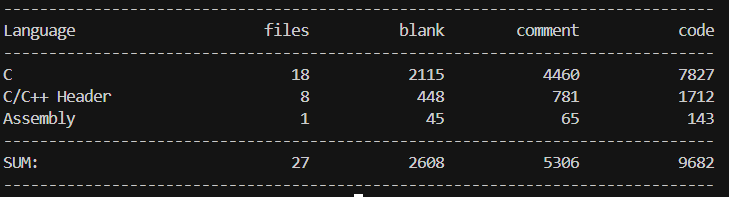 -------------------------------------------------------------------------------
Language                     files          blank        comment           code
-------------------------------------------------------------------------------
C                               18           2115           4460           7827
C/C++ Header                     8            448            781           1712
Assembly                         1             45             65            143
-------------------------------------------------------------------------------
SUM:                            27           2608           5306           9682
-------------------------------------------------------------------------------